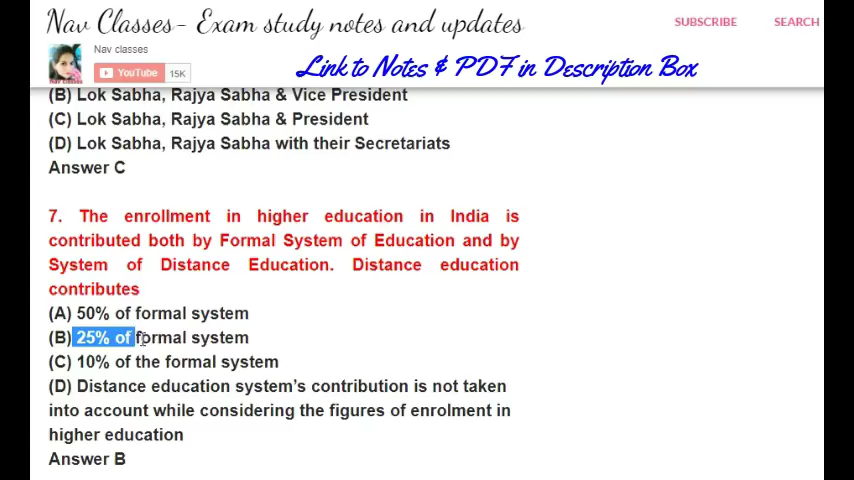 Nav Classes- Exam study notes and updates
SUBSCRIBE
SEARCH
Nav classes
YouTube 15K
Link to Notes & PDF in Description Box
(B) Lok Sabha, Rajya Sabha & Vice President
(C) Lok Sabha, Rajya Sabha & President
(D) Lok Sabha, Rajya Sabha with their Secretariats
Answer C
7. The enrollment in higher education in India is
contributed both by Formal System of Education and by
System of Distance Education. Distance education
contributes
(A) 50% of formal system
(B) 25% of formal system
(C) 10% of the formal system
(D) Distance education system's contribution is not taken
into account while considering the figures of enrolment in
higher education
Answer B